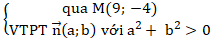 qua M(9; −4)
VTPT n⃗(a; b) với a² + b² > 0